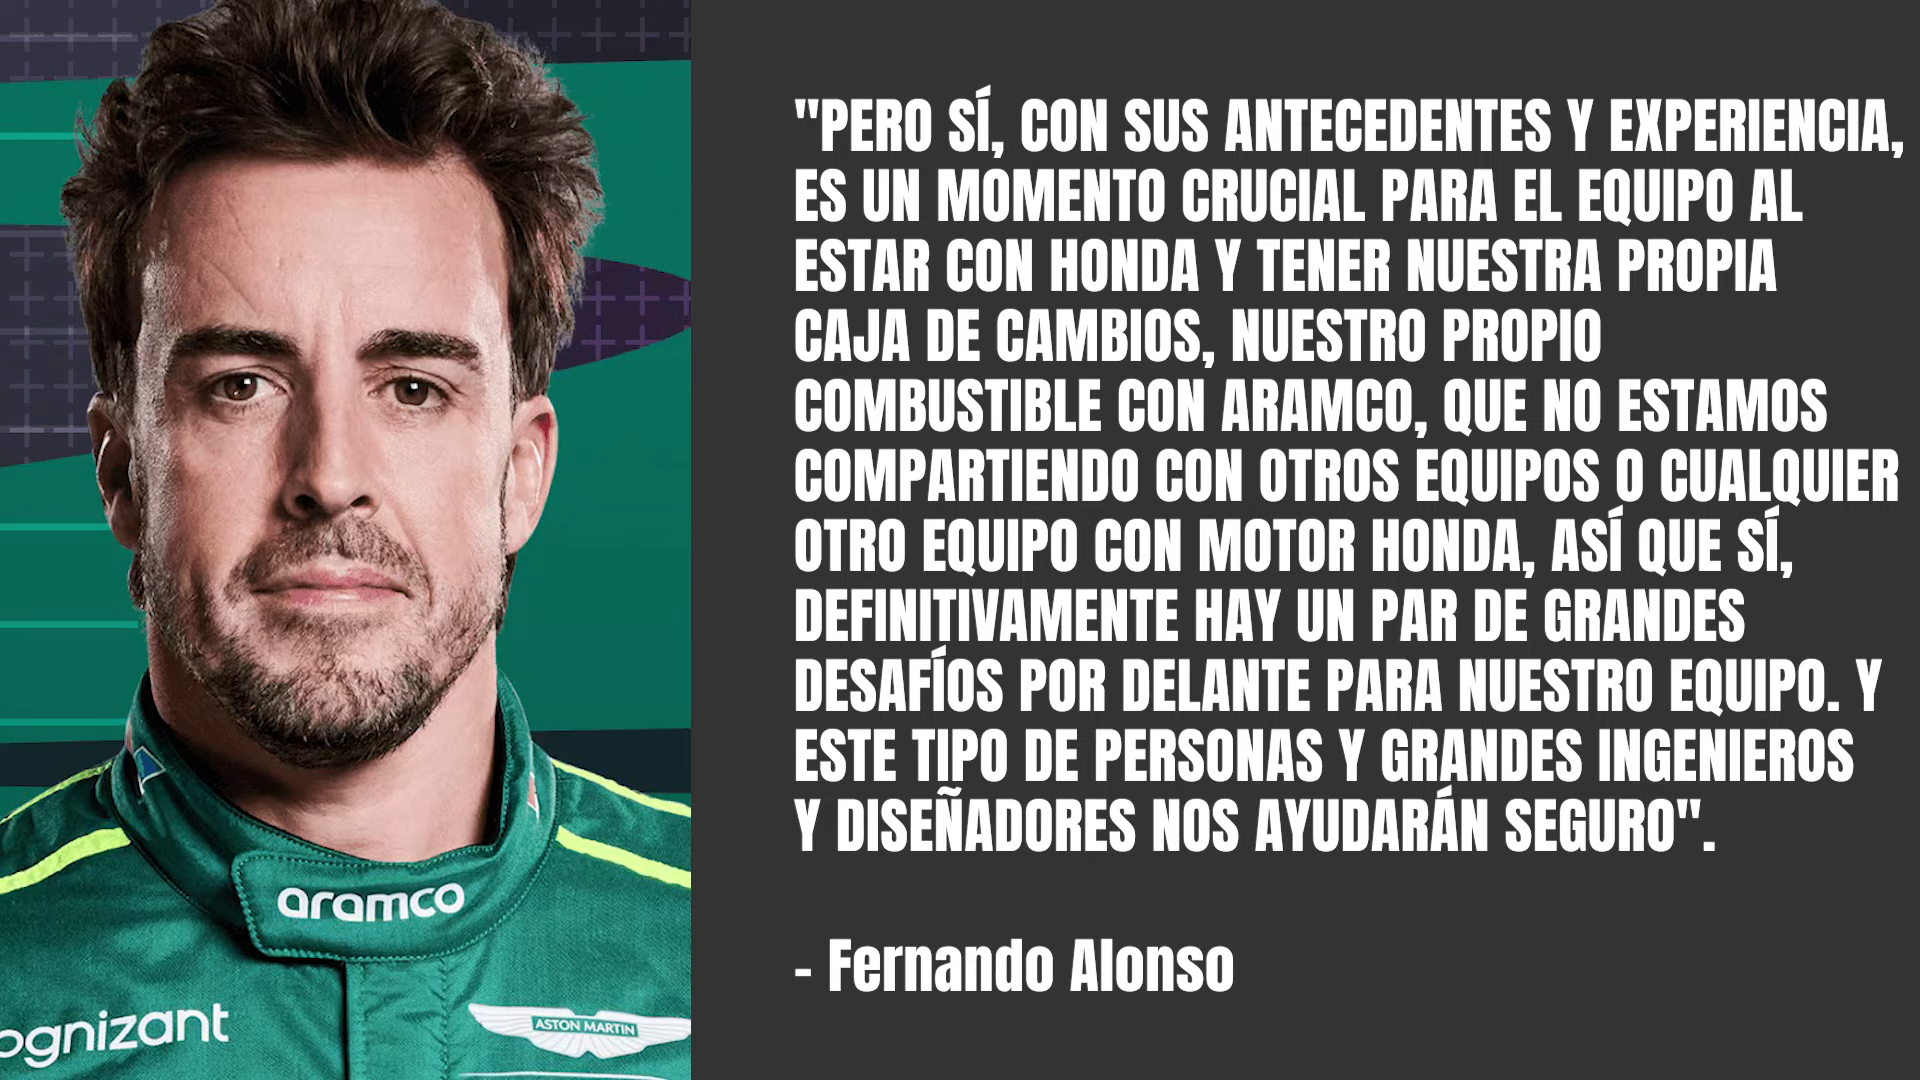 "PERO SÍ, CON SUS ANTECEDENTES Y EXPERIENCIA,
ES UN MOMENTO CRUCIAL PARA EL EQUIPO AL
ESTAR CON HONDA Y TENER NUESTRA PROPIA
CAJA DE CAMBIOS, NUESTRO PROPIO
COMBUSTIBLE CON ARAMCO, QUE NO ESTAMOS
COMPARTIENDO CON OTROS EQUIPOS O CUALQUIER
OTRO EQUIPO CON MOTOR HONDA, ASÍ QUE SÍ,
DEFINITIVAMENTE HAY UN PAR DE GRANDES
DESAFÍOS POR DELANTE PARA NUESTRO EQUIPO. Y
ESTE TIPO DE PERSONAS Y GRANDES INGENIEROS
Y DISEÑADORES NOS AYUDARÁN SEGURO".
- Fernando Alonso
aramco
ognizant
ASTON MARTIN